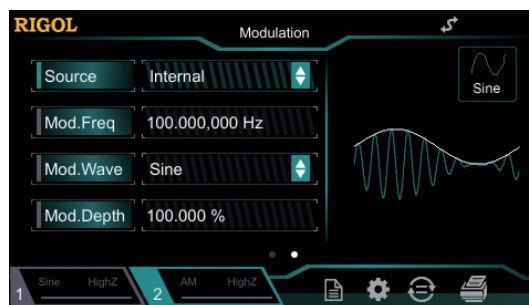 RIGOL
Modulation
Source Internal
Sine
Mod.Freq 100.000,000 Hz
Mod.Wave Sine
Mod.Depth 100.000 %
1 Sine HighZ 2 AM HighZ